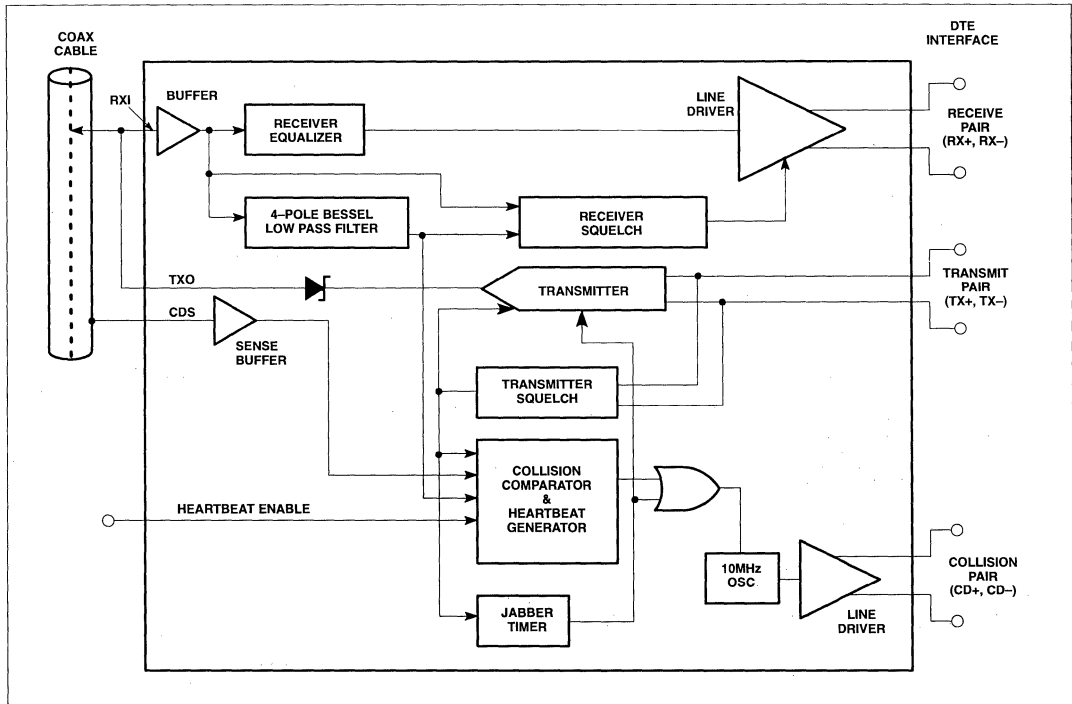 COAX
CABLE
DTE
INTERFACE
RXI
BUFFER
LINE
DRIVER
RECEIVER
EQUALIZER
RECEIVE
PAIR
(RX+, RX–)
4–POLE BESSEL
LOW PASS FILTER
RECEIVER
SQUELCH
TXO
TRANSMITTER
TRANSMIT
PAIR
(TX+, TX–)
CDS
SENSE
BUFFER
TRANSMITTER
SQUELCH
COLLISION
COMPARATOR
&
HEARTBEAT
GENERATOR
HEARTBEAT ENABLE
10MHz
OSC
COLLISION
PAIR
(CD+, CD–)
JABBER
TIMER
LINE
DRIVER